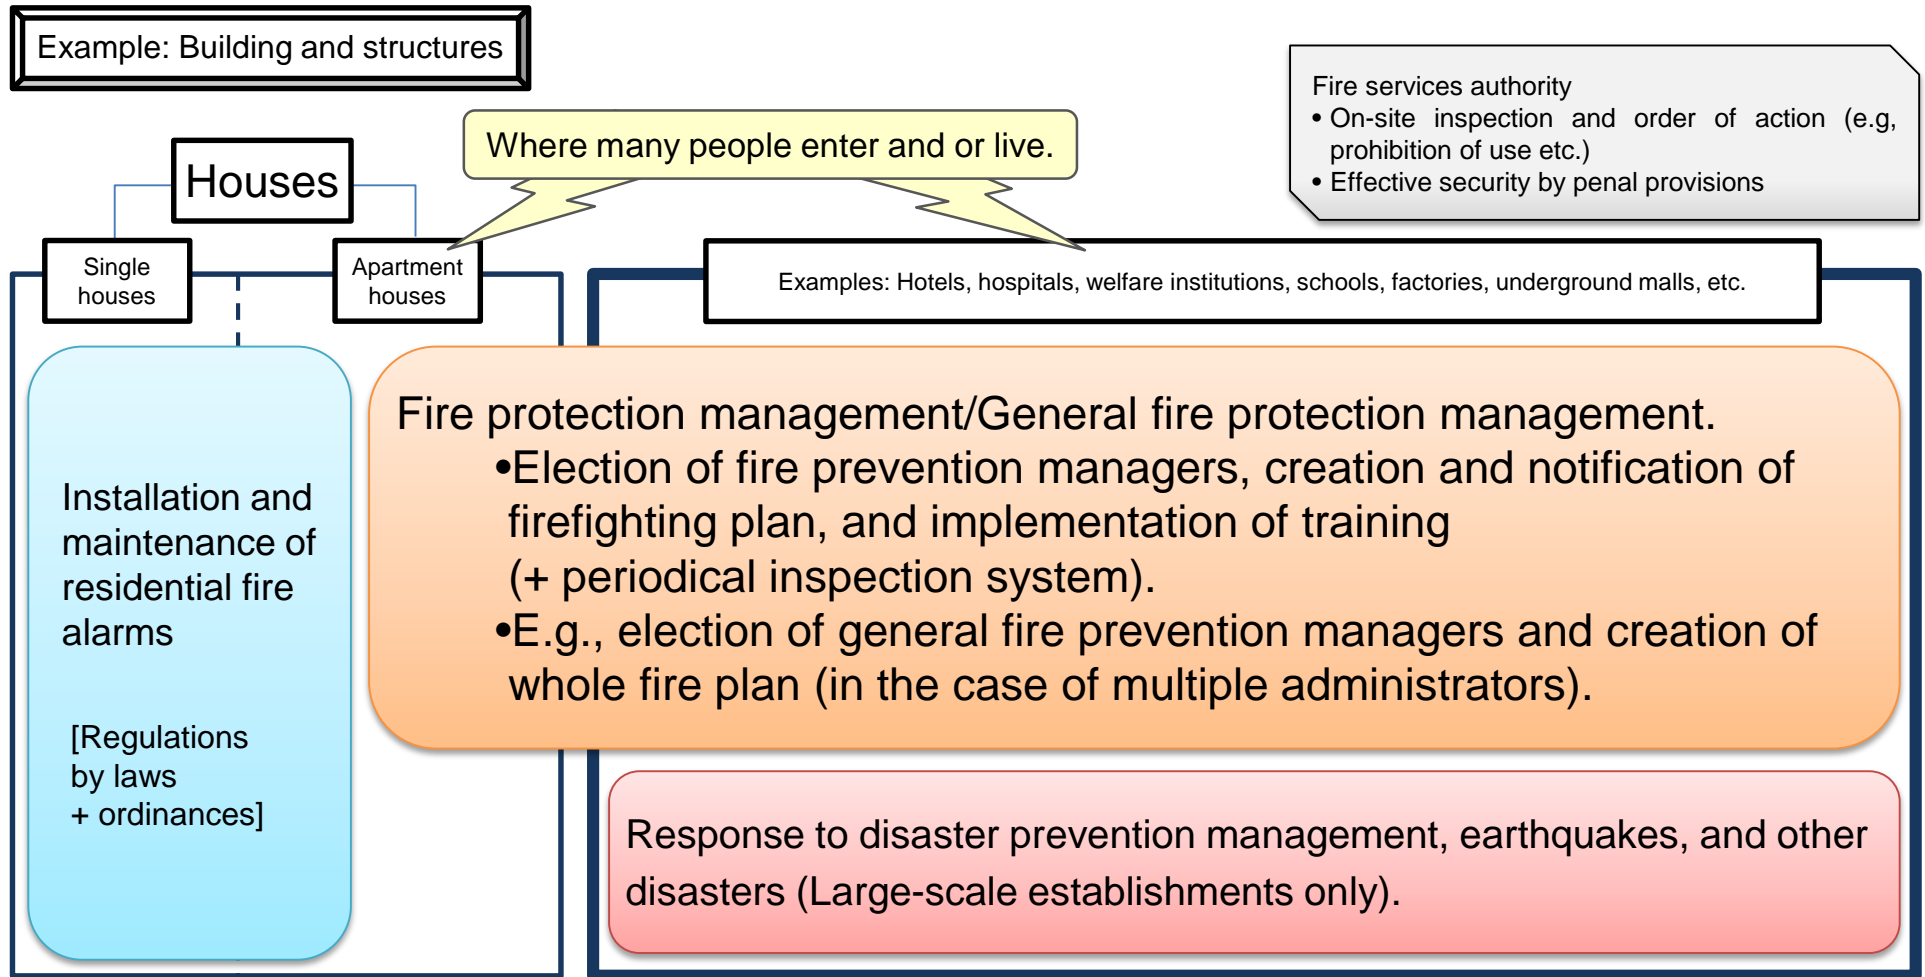 Example: Building and structures
Fire services authority
• On-site inspection and order of action (e.g,
prohibition of use etc.)
• Effective security by penal provisions
Where many people enter and or live.
Houses
Single
houses
Apartment
houses
Examples: Hotels, hospitals, welfare institutions, schools, factories, underground malls, etc.
Installation and
maintenance of
residential fire
alarms
[Regulations
by laws
+ ordinances]
Fire protection management/General fire protection management.
•Election of fire prevention managers, creation and notification of
firefighting plan, and implementation of training
(+ periodical inspection system).
•E.g., election of general fire prevention managers and creation of
whole fire plan (in the case of multiple administrators).
Response to disaster prevention management, earthquakes, and other
disasters (Large-scale establishments only).